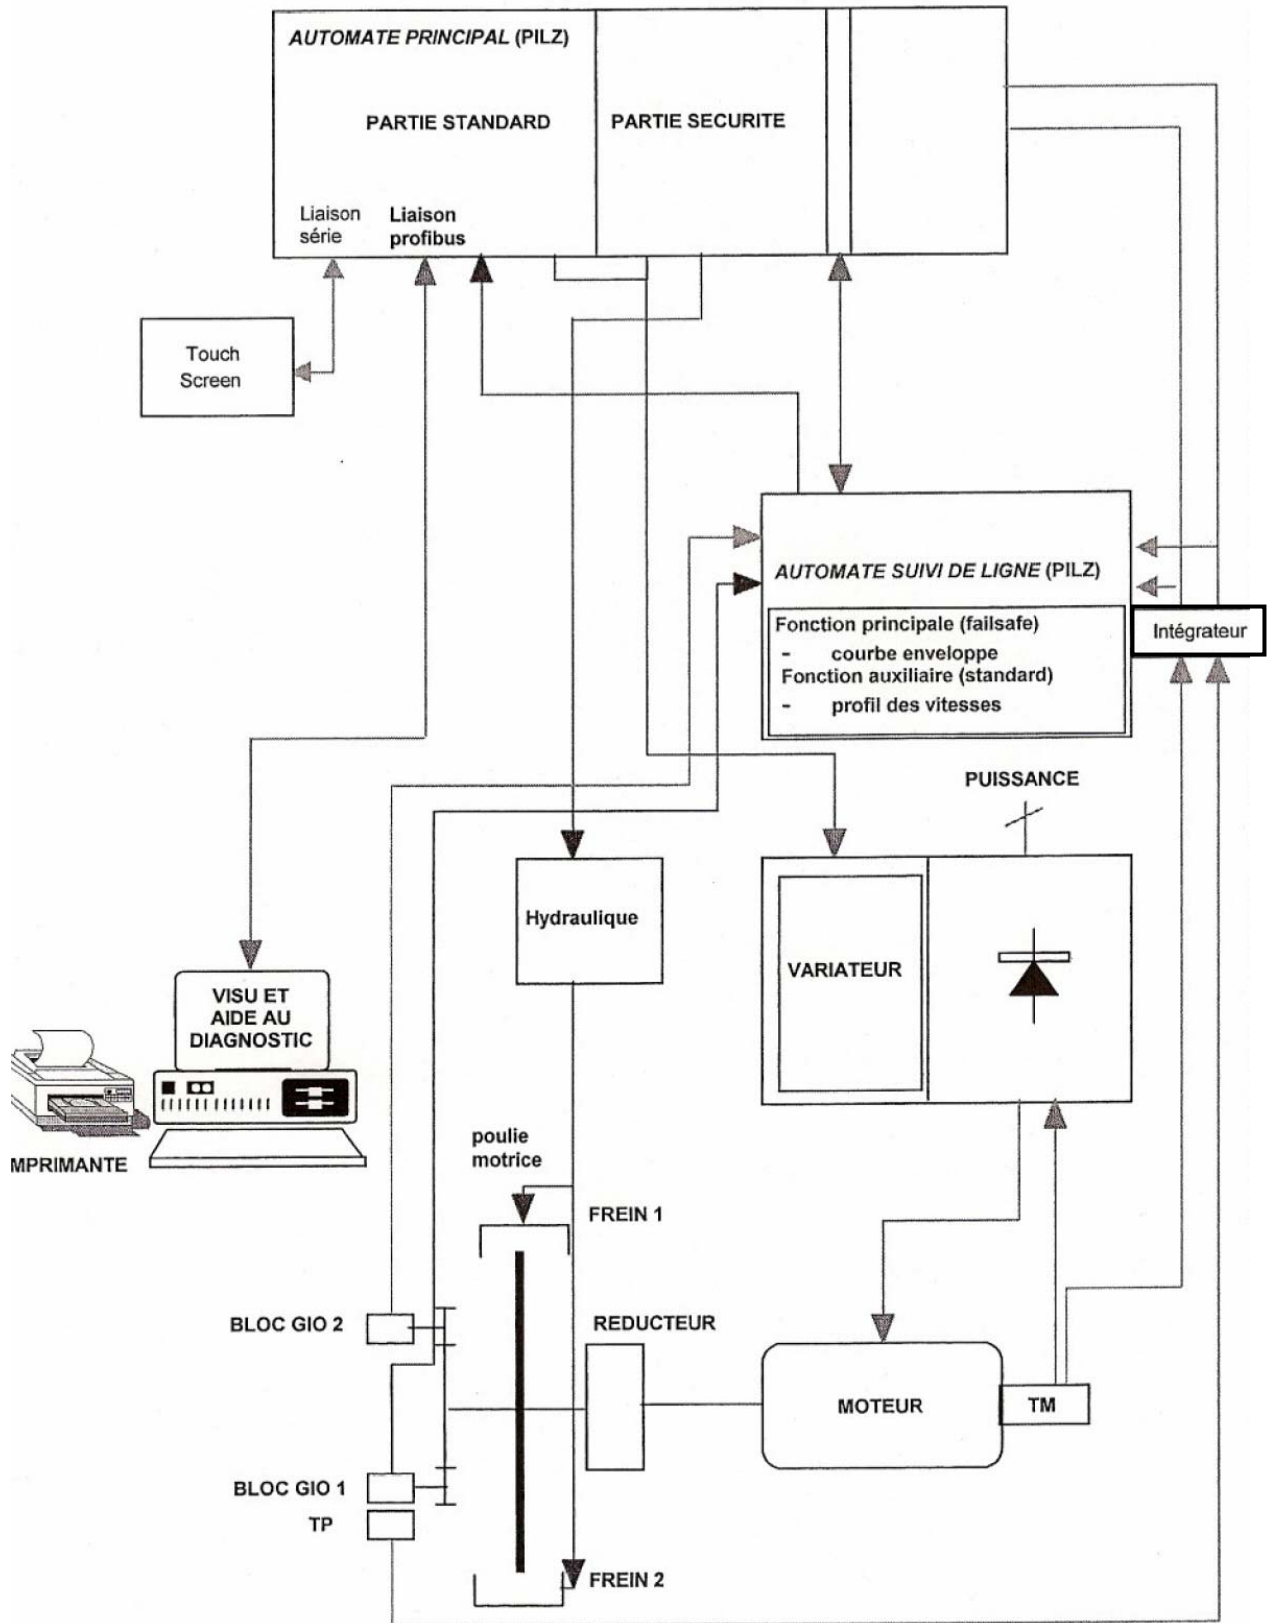 AUTOMATE PRINCIPAL (PILZ)
PARTIE STANDARD
PARTIE SECURITE
Liaison
série
Liaison
profibus
Touch
Screen
AUTOMATE SUIVI DE LIGNE (PILZ)
Fonction principale (failsafe)
- courbe enveloppe
Fonction auxiliaire (standard)
- profil des vitesses
Intégrateur
PUISSANCE
Hydraulique
VARIATEUR
VISU ET
AIDE AU
DIAGNOSTIC
MPRIMANTE
poulie
motrice
FREIN 1
BLOC GIO 2
REDUCTEUR
MOTEUR
TM
BLOC GIO 1
TP
FREIN 2